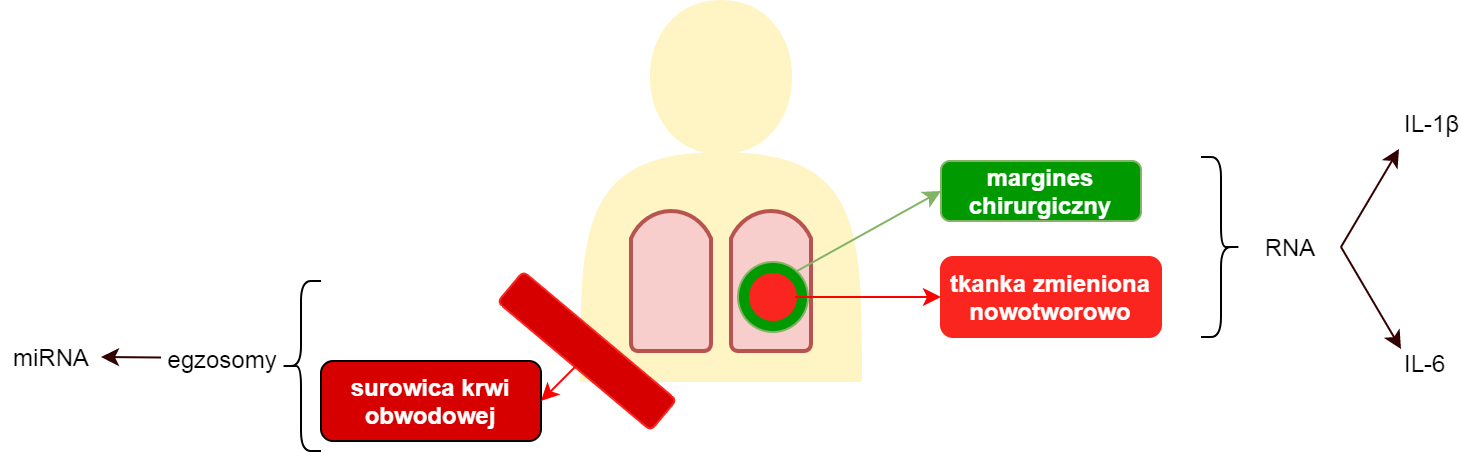 IL-1β
margines
chirurgiczny
RNA
tkanka zmieniona
nowotworowo
miRNA
egzosomy
IL-6
surowica krwi
obwodowej